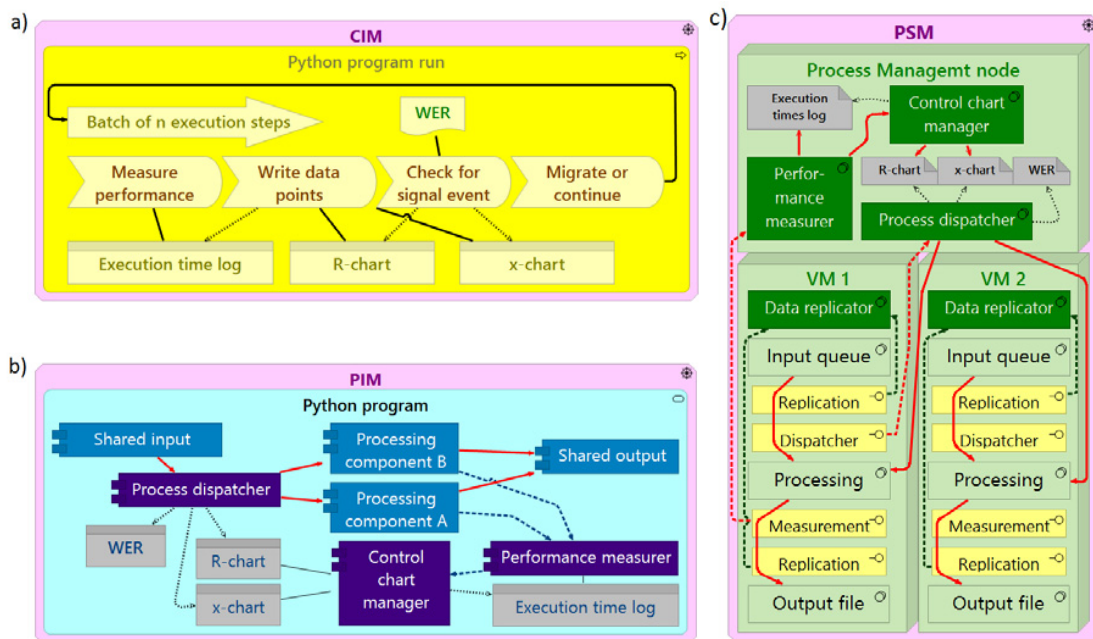 a)
CIM
Python program run
Batch of n execution steps
WER
Measure
performance
Write data
points
Check for
signal event
Migrate or
continue
Execution time log
R-chart
x-chart
b)
PIM
Python program
Shared input
Processing
component B
Shared output
Process dispatcher
Processing
component A
WER
R-chart
Control
chart
manager
Performance measurer
x-chart
Execution time log
c)
PSM
Process Managemt node
Execution
times log
Control chart
manager
Perfor-
mance
measurer
R-chart
x-chart
WER
Process dispatcher
VM 1
Data replicator
Input queue
Replication
Dispatcher
Processing
Measurement
Replication
Output file
VM 2
Data replicator
Input queue
Replication
Dispatcher
Processing
Measurement
Replication
Output file